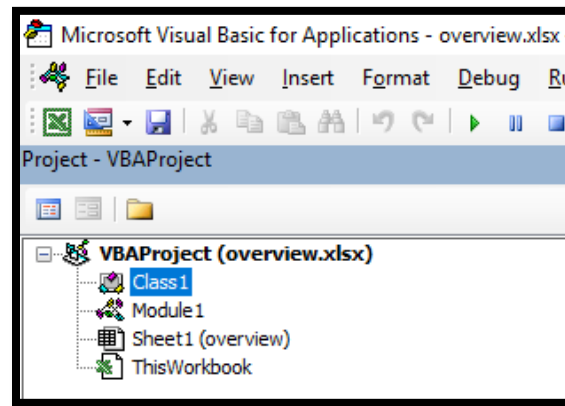 Microsoft Visual Basic for Applications - overview.xlsx
File Edit View Insert Format Debug
Project - VBAProject
VBAProject (overview.xlsx)
Class1
Module1
Sheet1 (overview)
ThisWorkbook